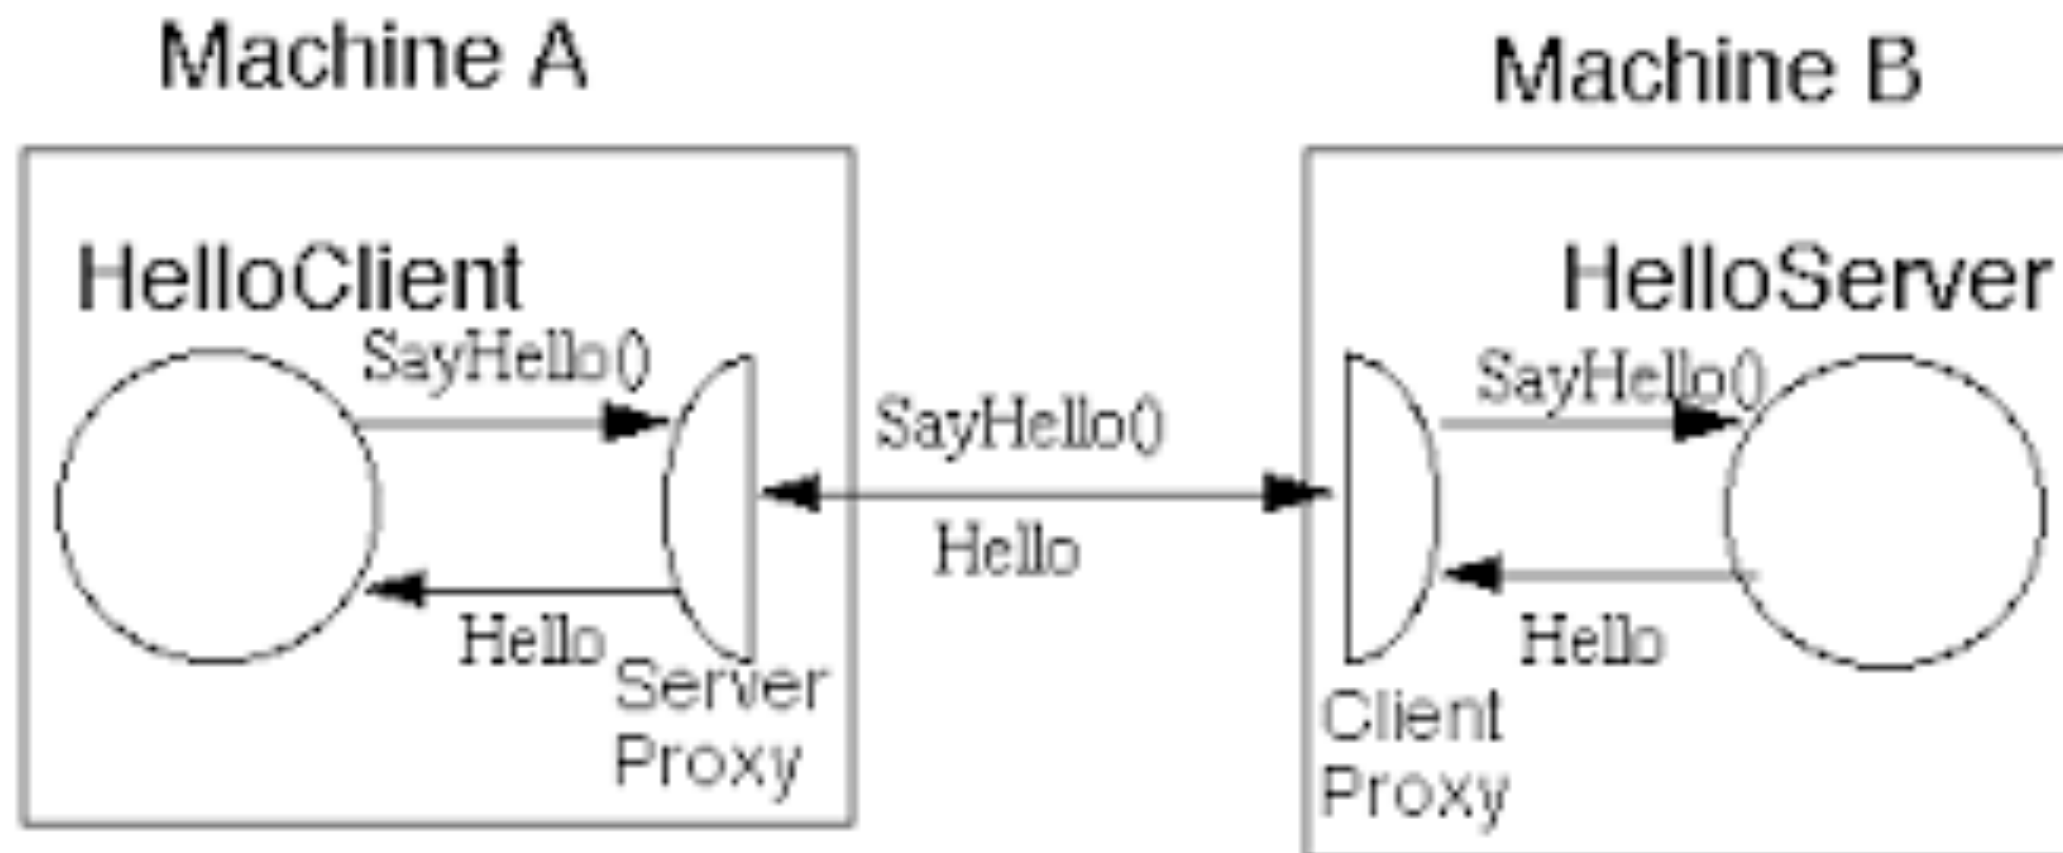 Machine A
Machine B
HelloClient
SayHello()
Hello
Server
Proxy
SayHello()
Hello
HelloServer
SayHello()
Hello
Client
Proxy